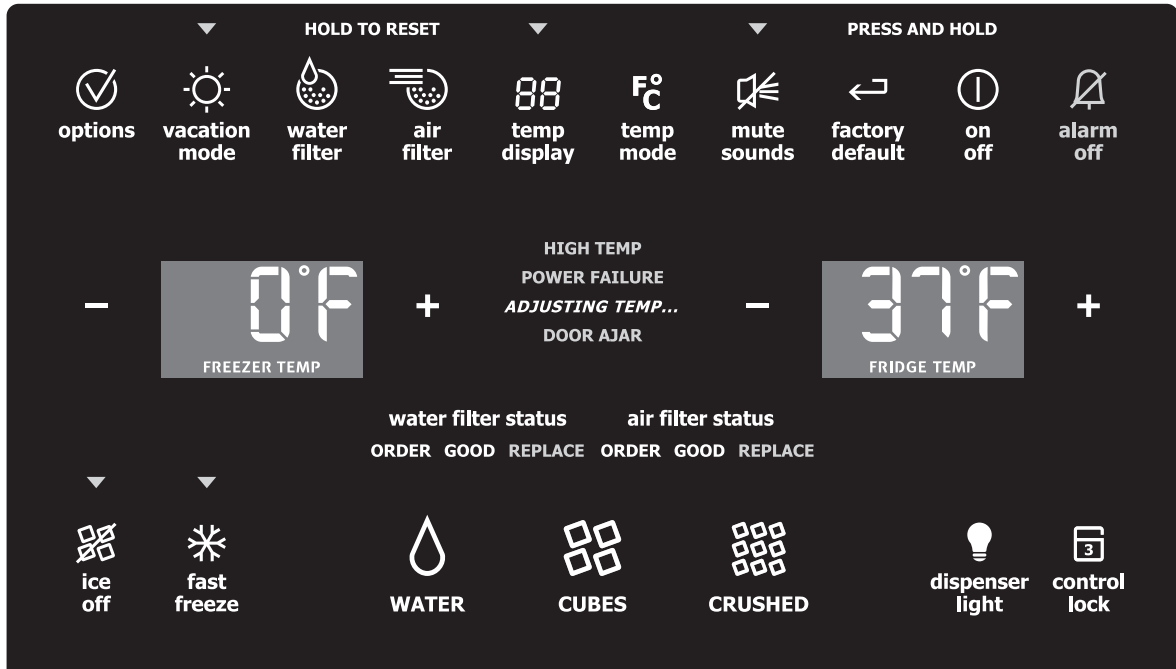 HOLD TO RESET
PRESS AND HOLD
88
F°C
options
vacation mode
water filter
air filter
temp display
temp mode
mute sounds
factory default
on off
alarm off
HIGH TEMP
POWER FAILURE
ADJUSTING TEMP...
DOOR AJAR
−
0°F
FREEZER TEMP
+
−
37°F
FRIDGE TEMP
+
water filter status
air filter status
ORDER GOOD REPLACE
ORDER GOOD REPLACE
ice off
fast freeze
WATER
CUBES
CRUSHED
dispenser light
3
control lock